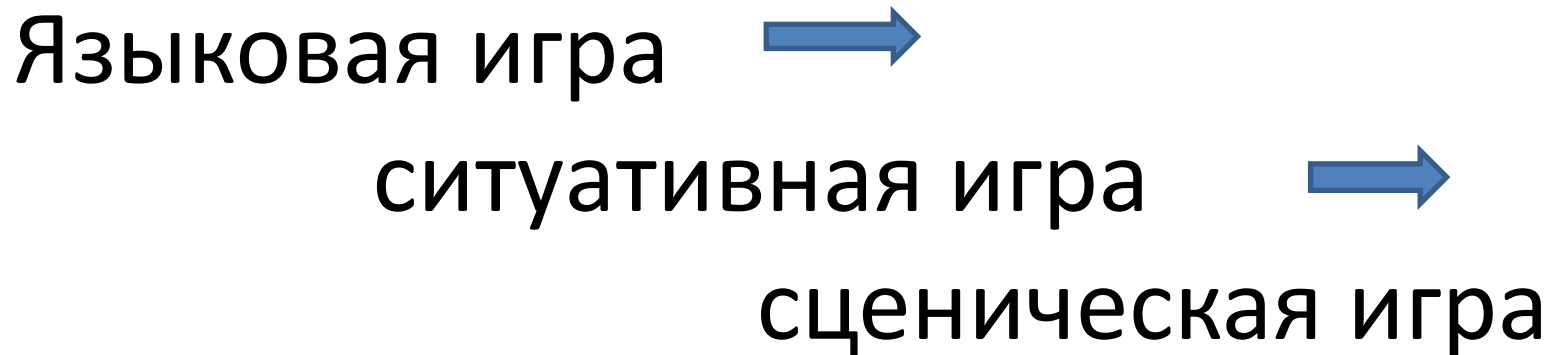 Языковая игра
ситуативная игра
сценическая игра